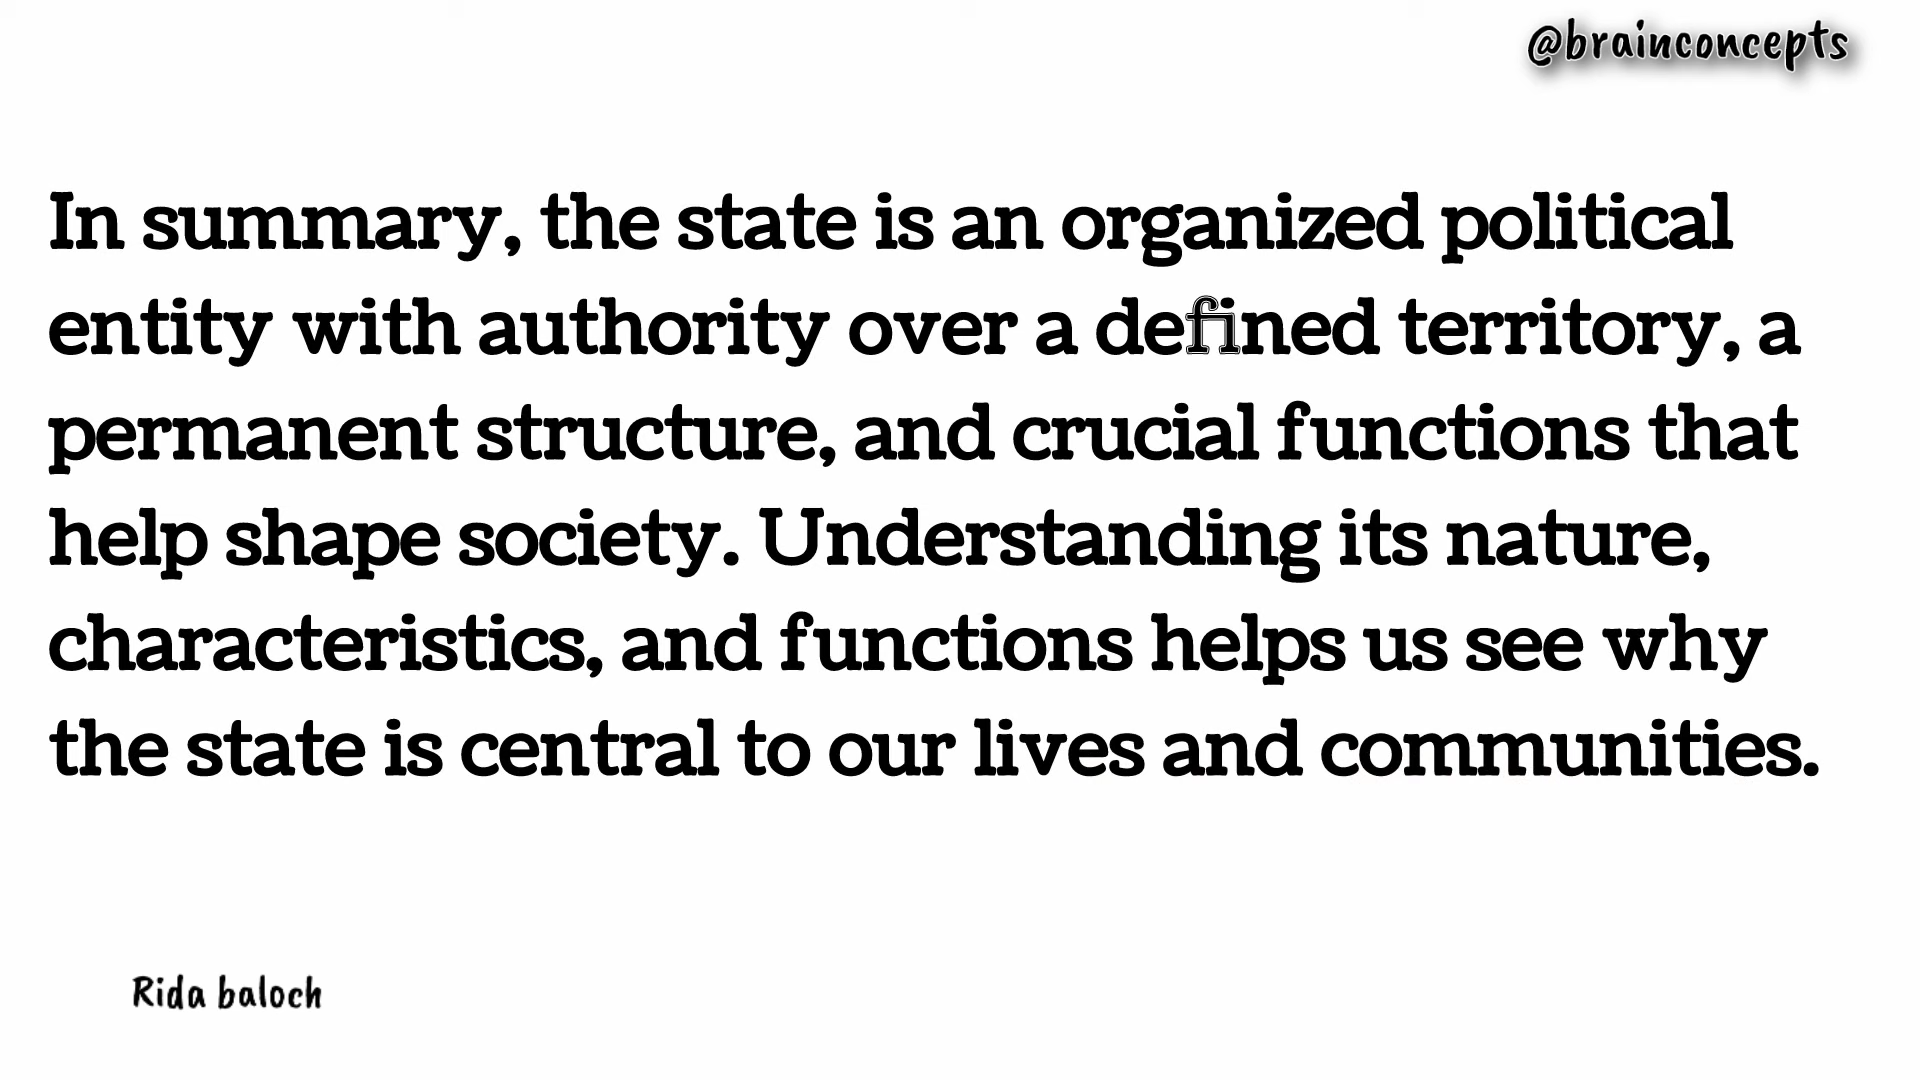 @brainconcepts
In summary, the state is an organized political
entity with authority over a defined territory, a
permanent structure, and crucial functions that
help shape society. Understanding its nature,
characteristics, and functions helps us see why
the state is central to our lives and communities.
Rida baloch